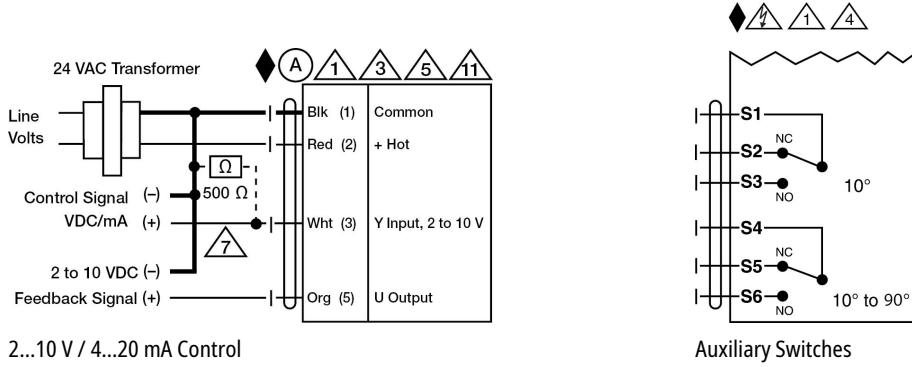 24 VAC Transformer
A 1 3 5 11
Line
Volts
Blk (1) Common
Red (2) + Hot
Ω
500 Ω
Control Signal (−)
VDC/mA (+)
Wht (3) Y Input, 2 to 10 V
7
2 to 10 VDC (−)
Feedback Signal (+)
Org (5) U Output
2...10 V / 4...20 mA Control
1 4
S1
NC
S2
S3
NO
10°
S4
NC
S5
S6
NO
10° to 90°
Auxiliary Switches